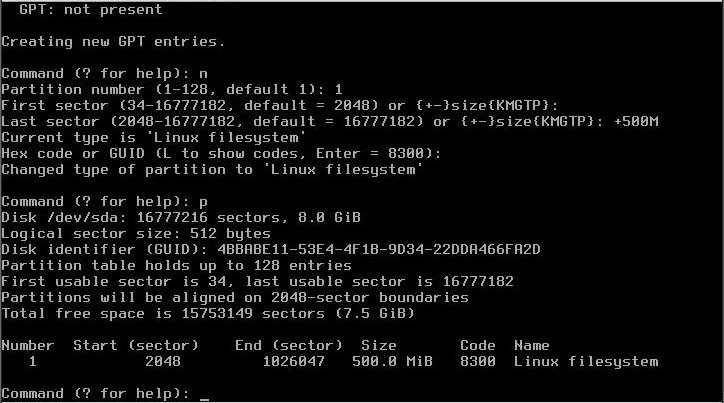 GPT: not present
Creating new GPT entries.
Command (? for help): n
Partition number (1-128, default 1): 1
First sector (34-16777182, default = 2048) or {+-}size{KMGTP}:
Last sector (2048-16777182, default = 16777182) or {+-}size{KMGTP}: +500M
Current type is 'Linux filesystem'
Hex code or GUID (L to show codes, Enter = 8300):
Changed type of partition to 'Linux filesystem'
Command (? for help): p
Disk /dev/sda: 16777216 sectors, 8.0 GiB
Logical sector size: 512 bytes
Disk identifier (GUID): 4BBABE11-53E4-4F1B-9D34-22DDA466FA2D
Partition table holds up to 128 entries
First usable sector is 34, last usable sector is 16777182
Partitions will be aligned on 2048-sector boundaries
Total free space is 15753149 sectors (7.5 GiB)
Number  Start (sector)    End (sector)  Size       Code  Name
   1            2048         1026047   500.0 MiB   8300  Linux filesystem
Command (? for help): _